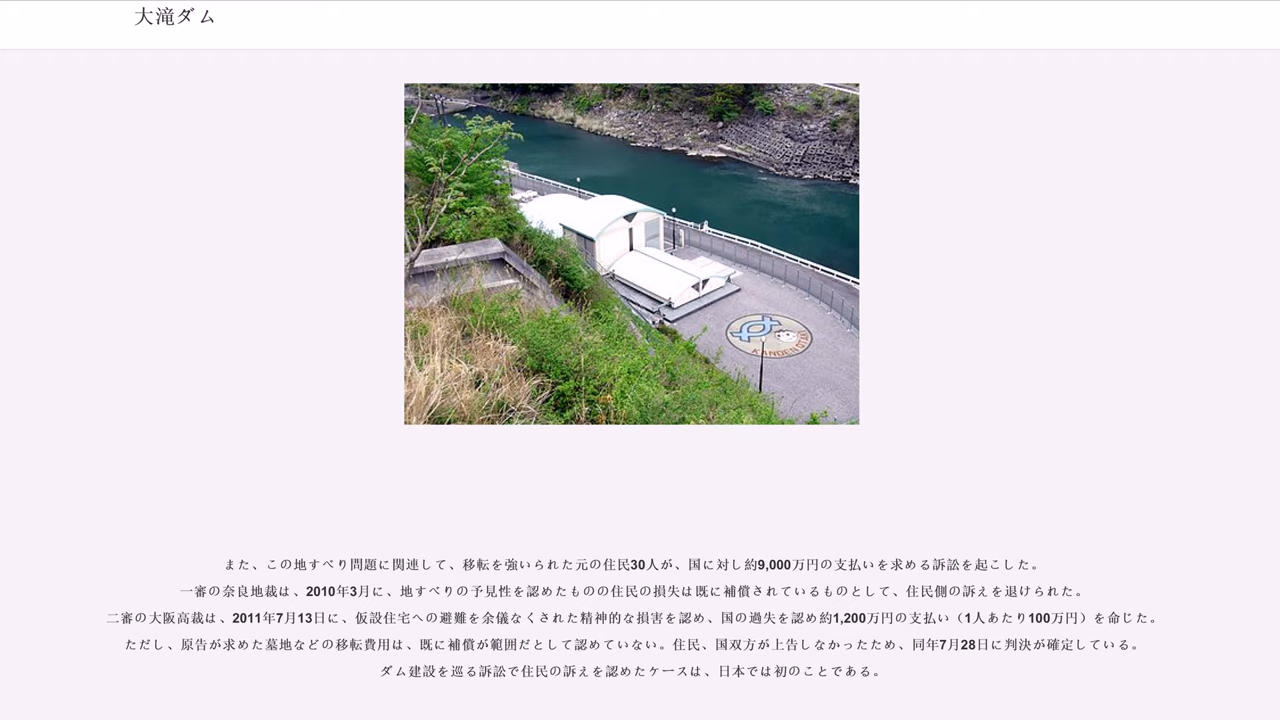 大滝ダム
KANDEN OTAKI
また、この地すべり問題に関連して、移転を強いられた元の住民30人が、国に対し約9,000万円の支払いを求める訴訟を起こした。
一審の奈良地裁は、2010年3月に、地すべりの予見性を認めたものの住民の損失は既に補償されているものとして、住民側の訴えを退けられた。
二審の大阪高裁は、2011年7月13日に、仮設住宅への避難を余儀なくされた精神的な損害を認め、国の過失を認め約1,200万円の支払い（1人あたり100万円）を命じた。
ただし、原告が求めた墓地などの移転費用は、既に補償が範囲だとして認めていない。住民、国双方が上告しなかったため、同年7月28日に判決が確定している。
ダム建設を巡る訴訟で住民の訴えを認めたケースは、日本では初のことである。